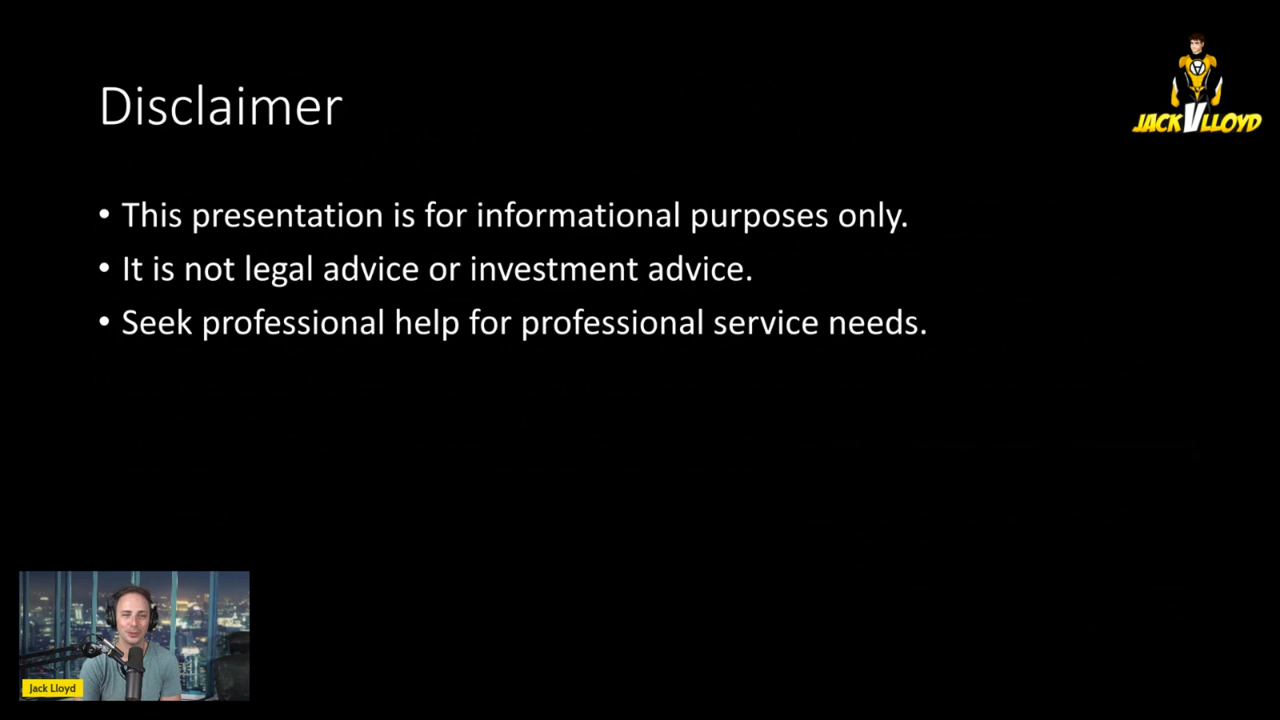 Disclaimer
JACK V LLOYD
• This presentation is for informational purposes only.
• It is not legal advice or investment advice.
• Seek professional help for professional service needs.
Jack Lloyd